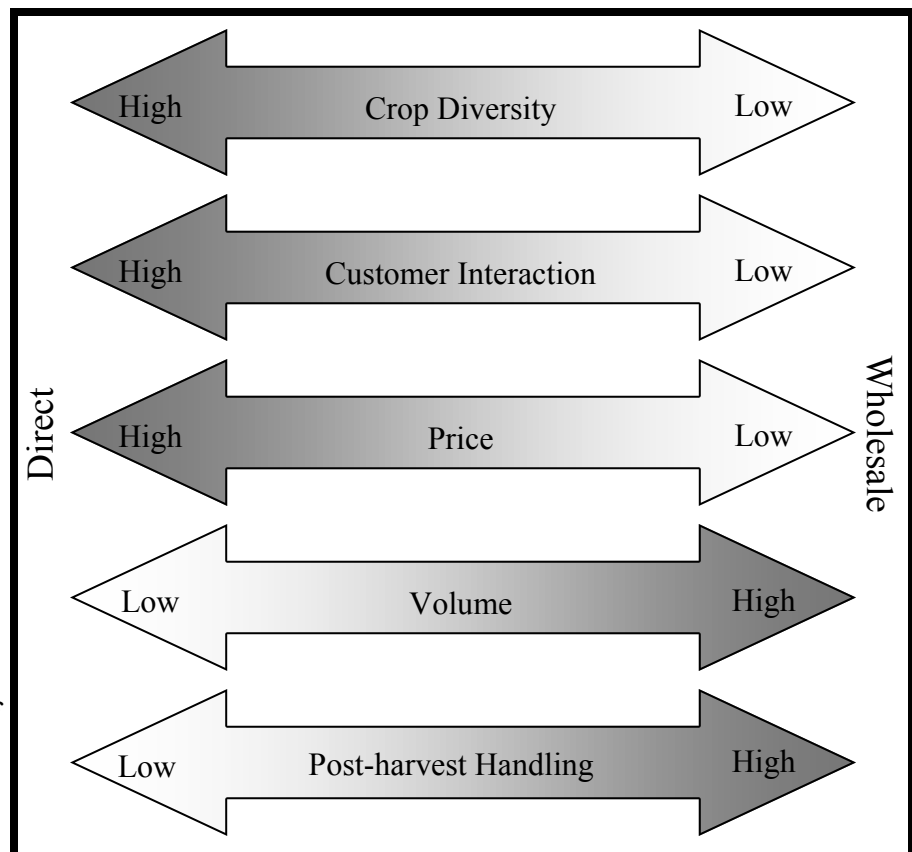 High Crop Diversity Low
High Customer Interaction Low
Direct
High Price Low
Wholesale
Low Volume High
Low Post-harvest Handling High